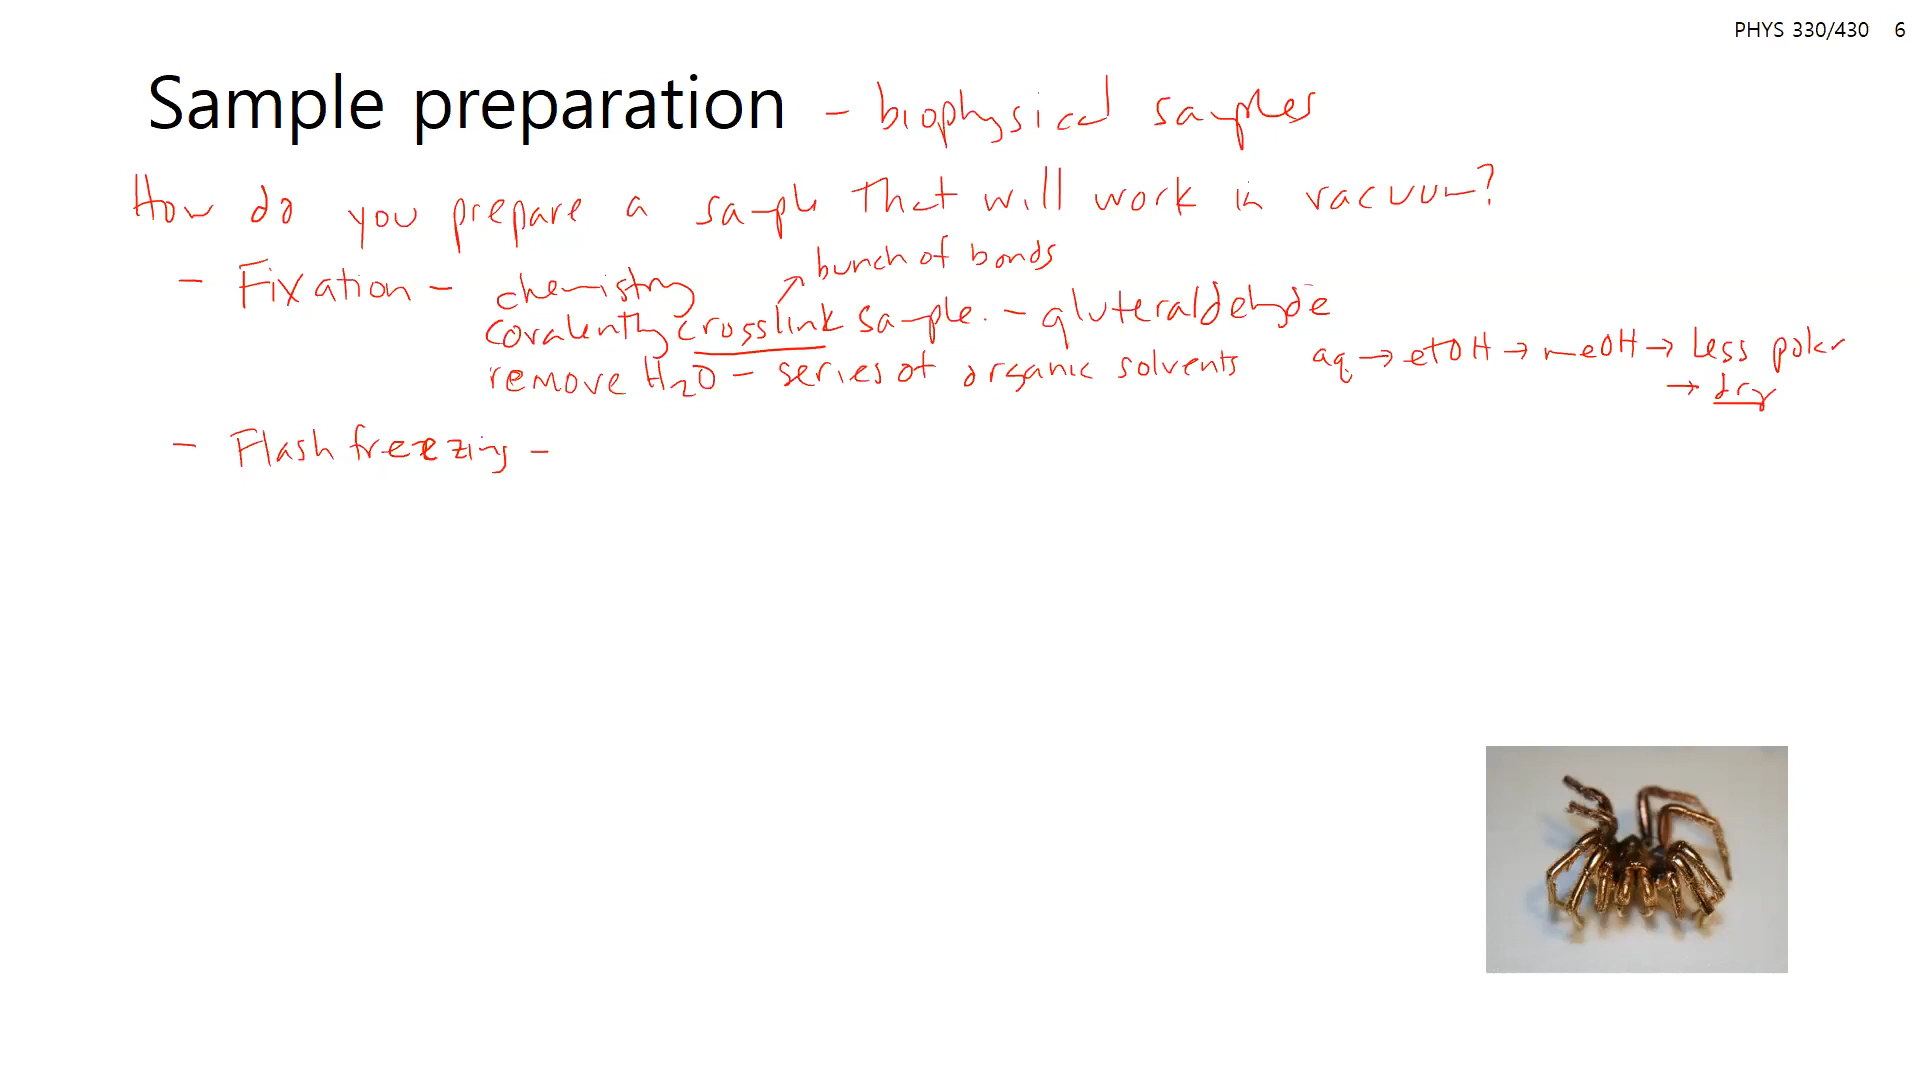 PHYS 330/430 6
Sample preparation - biophysical samples
How do you prepare a sample that will work in vacuum?
- Fixation - chemistry
bunch of bonds
covalently crosslink sample. - gluteraldehyde
remove H2O - series of organic solvents
aq → etOH → meOH → less polar
→ dry
- Flash freezing -